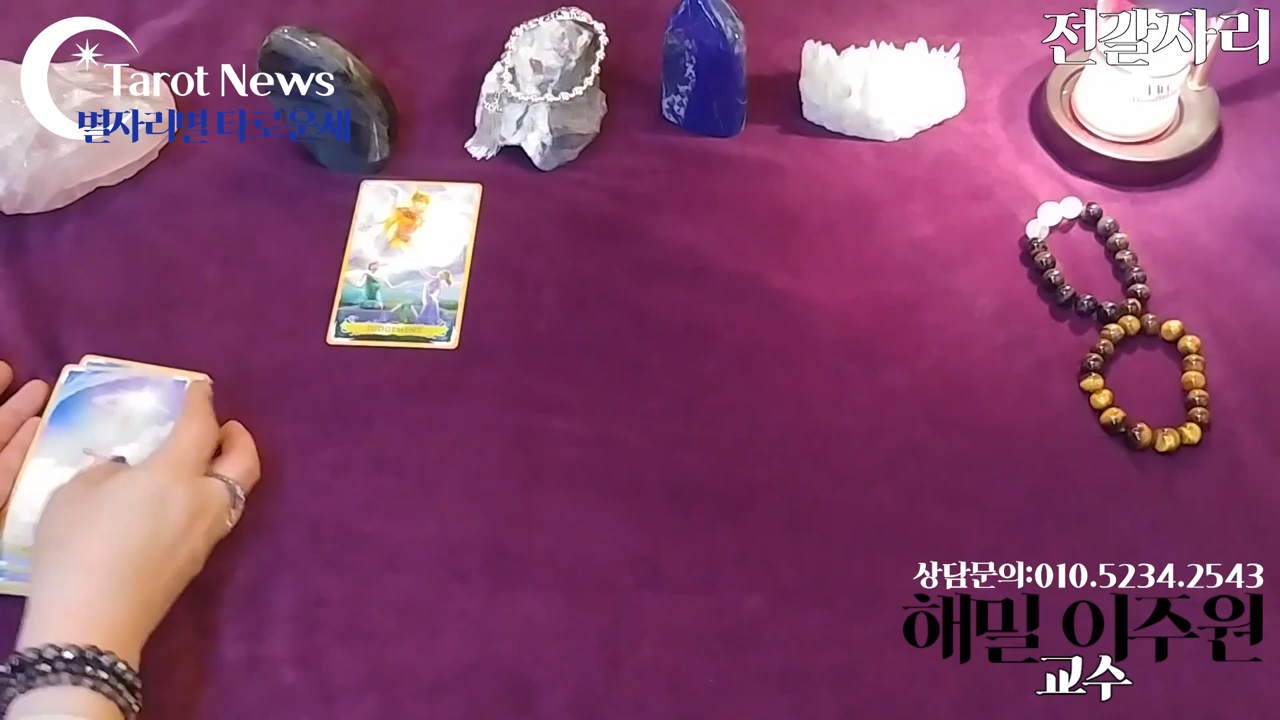 Tarot News
별자리별 타로운세
전갈자리
JUDGEMENT
상담문의:010.5234.2543
해밀 이주원
교수